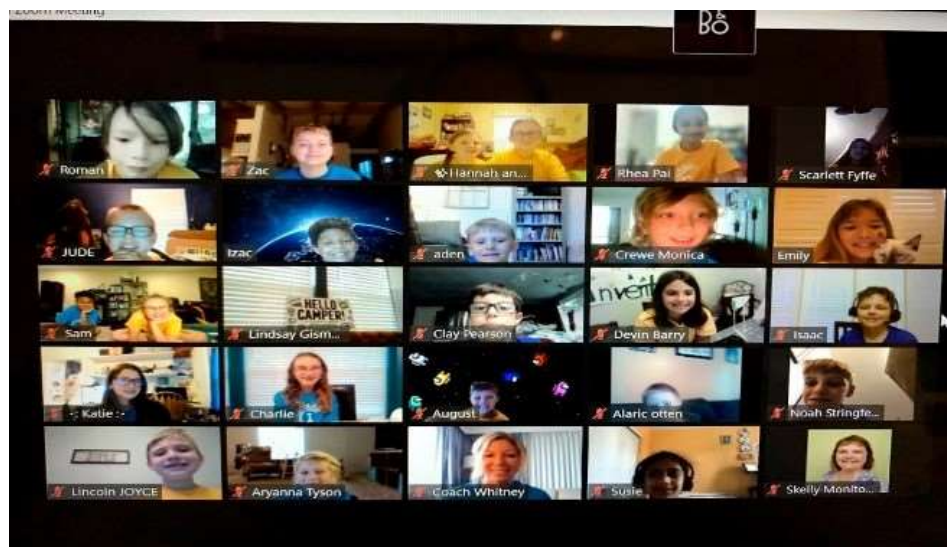 Zoom Meeting
BO
Roman
Zac
Hannah an...
Rhea Pai
Scarlett Fyffe
JUDE
Izac
aden
Crewe Monica
Emily
Sam
HELLO
CAMPER!
Lindsay Gism...
Clay Pearson
Invent
Devin Barry
Isaac
-; Katie :-
Charlie
August
Alaric otten
Noah Stringfe...
Lincoln JOYCE
Aryanna Tyson
Coach Whitney
Susie
Skelly Monito...